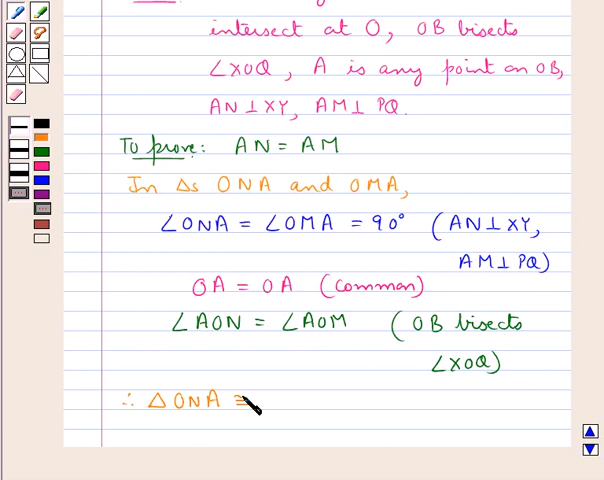 intersect at O, OB bisects
∠XOQ, A is any point on OB,
AN⊥XY, AM⊥ PQ.
To prove: AN = AM
In Δs ONA and OMA,
∠ONA = ∠OMA = 90° (AN⊥XY,
AM⊥ PQ)
OA = OA (common)
∠AON = ∠AOM (OB bisects
∠XOQ)
∴ △ONA ≅